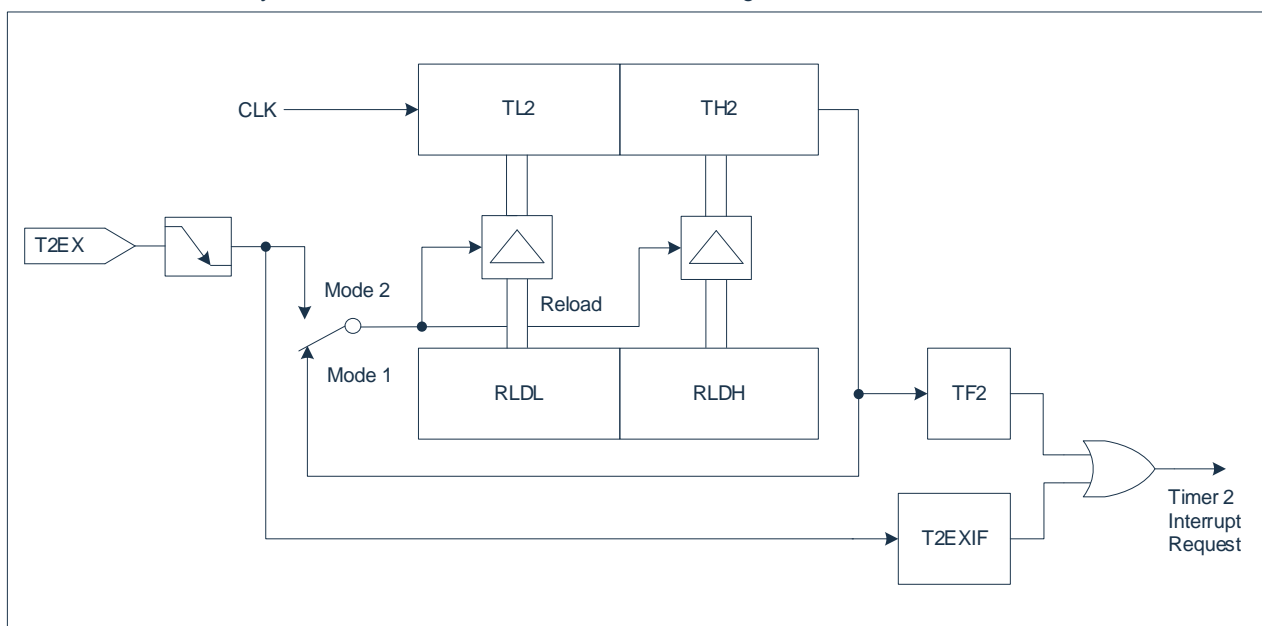 CLK
TL2
TH2
T2EX
Mode 2
Reload
Mode 1
RLDL
RLDH
TF2
T2EXIF
Timer 2
Interrupt
Request